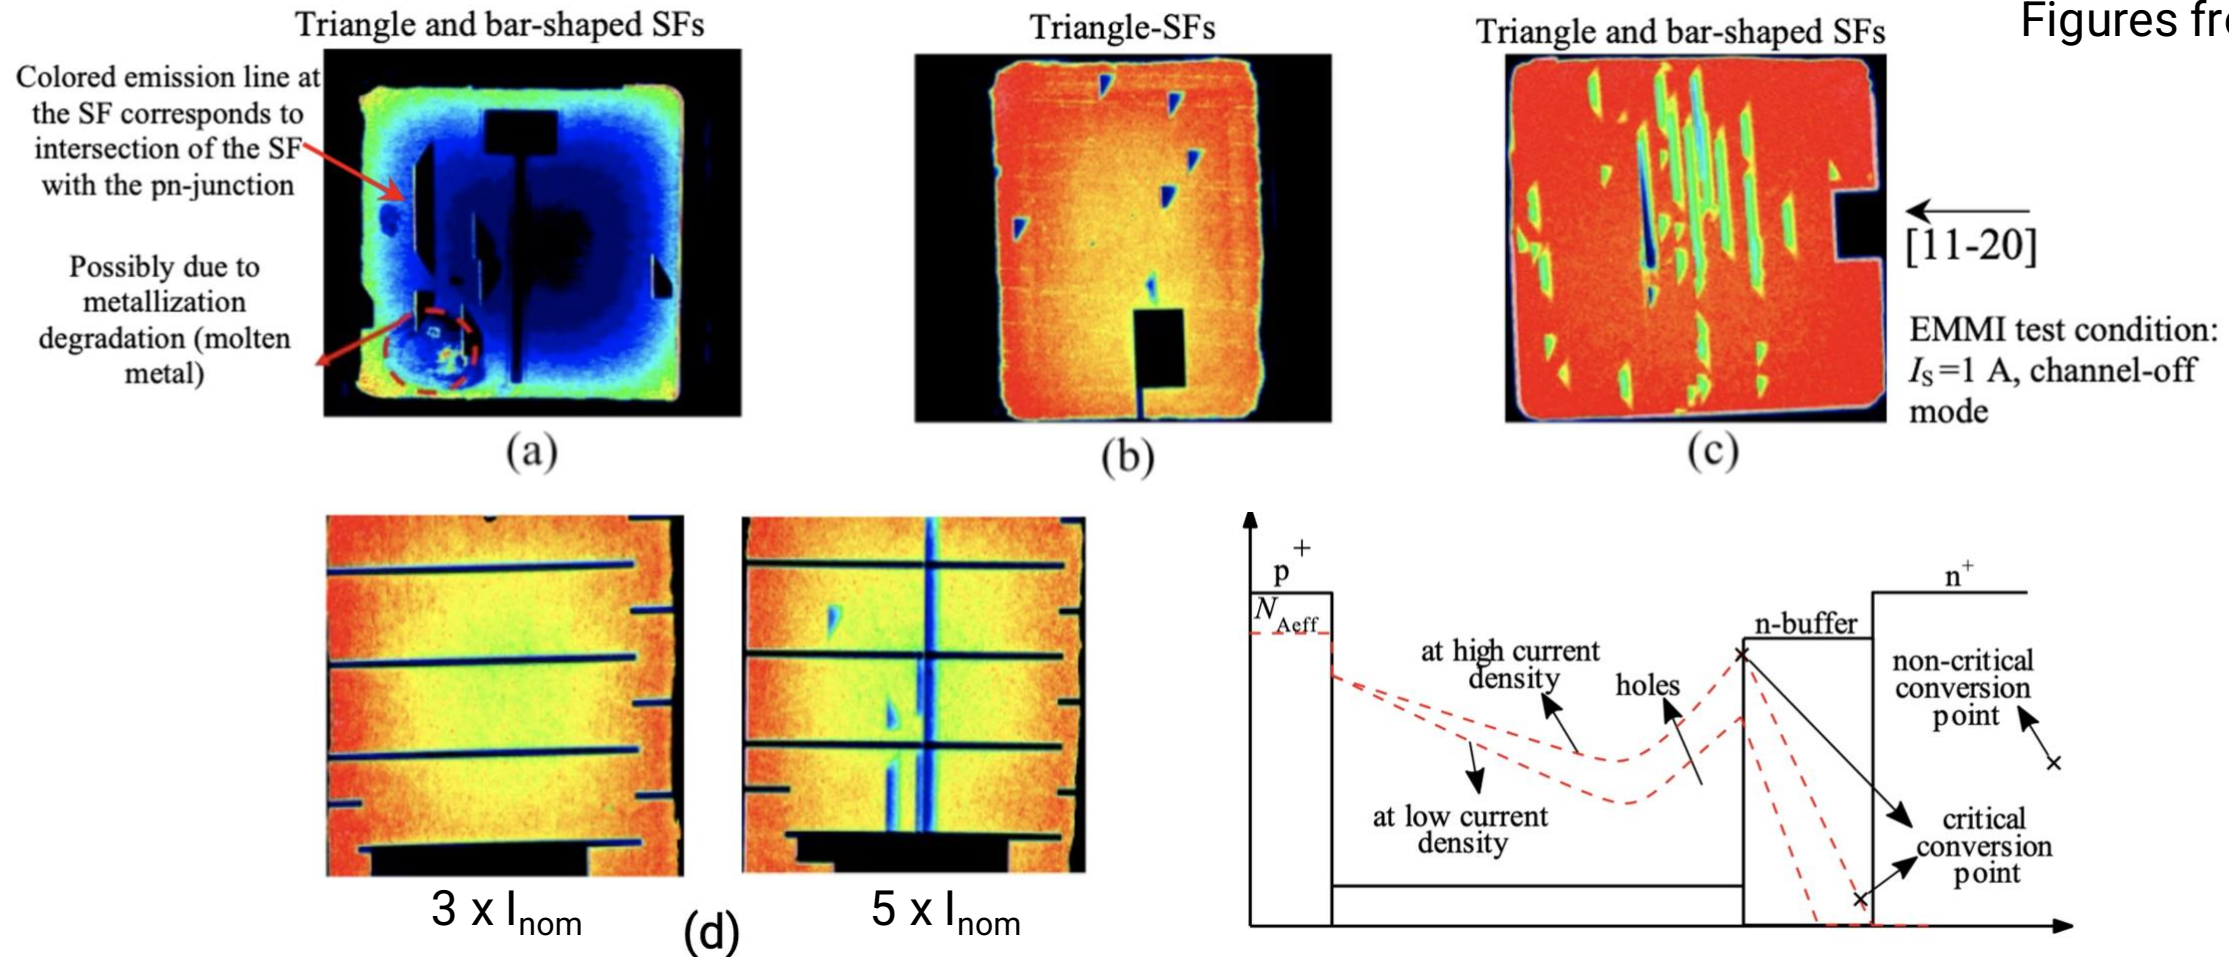 Figures fr
Triangle and bar-shaped SFs
Colored emission line at
the SF corresponds to
intersection of the SF
with the pn-junction
Possibly due to
metallization
degradation (molten
metal)
(a)
Triangle-SFs
(b)
Triangle and bar-shaped SFs
(c)
[11-20]
EMMI test condition:
IS=1 A, channel-off
mode
3 x Inom
(d)
5 x Inom
p+
NAeff
at high current
density
holes
at low current
density
n-buffer
n+
non-critical
conversion
point
critical
conversion
point